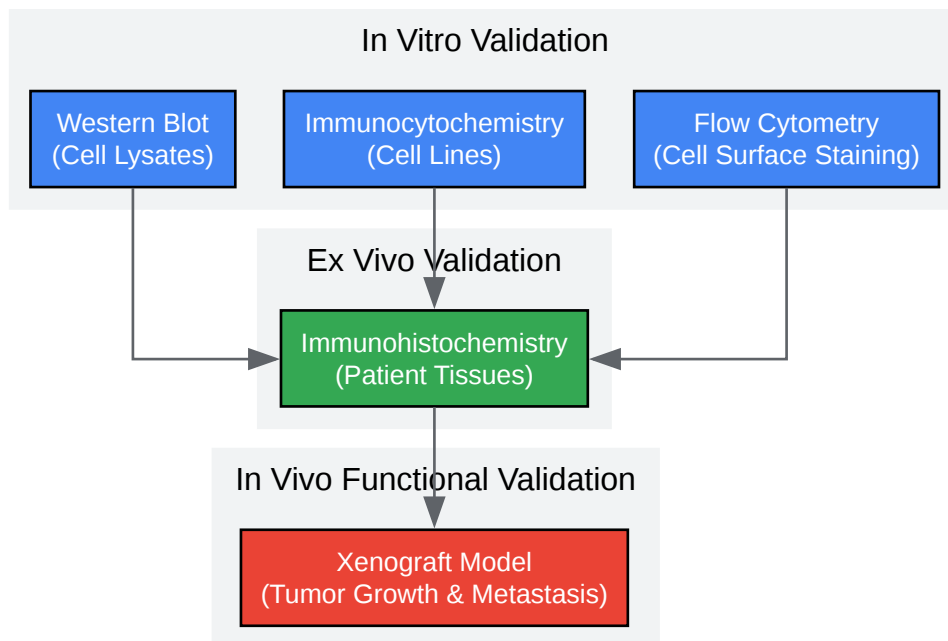 In Vitro Validation
Western Blot
(Cell Lysates)
Immunocytochemistry
(Cell Lines)
Flow Cytometry
(Cell Surface Staining)
Ex Vivo Validation
Immunohistochemistry
(Patient Tissues)
In Vivo Functional Validation
Xenograft Model
(Tumor Growth & Metastasis)